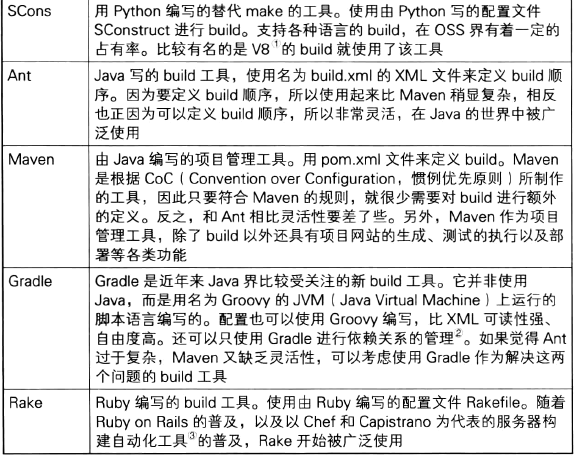 SCons
用 Python 编写的替代 make 的工具。使用由 Python 写的配置文件
SConstruct 进行 build。支持各种语言的 build，在 OSS 界有着一定的
占有率。比较有名的是 V8¹的 build 就使用了该工具
Ant
Java 写的 build 工具，使用名为 build.xml 的 XML 文件来定义 build 顺
序。因为要定义 build 顺序，所以使用起来比 Maven 稍显复杂，相反
也正因为可以定义 build 顺序，所以非常灵活，在 Java 的世界中被广
泛使用
Maven
由 Java 编写的项目管理工具。用 pom.xml 文件来定义 build。Maven
是根据 CoC（Convention over Configuration，惯例优先原则）所制作
的工具，因此只要符合 Maven 的规则，就很少需要对 build 进行额外
的定义。反之，和 Ant 相比灵活性要差了些。另外，Maven 作为项目
管理工具，除了 build 以外还具有项目网站的生成、测试的执行以及部
署等各类功能
Gradle
Gradle 是近年来 Java 界比较受关注的新 build 工具。它并非使用
Java，而是用名为 Groovy 的 JVM（Java Virtual Machine）上运行的
脚本语言编写的。配置也可以使用 Groovy 编写，比 XML 可读性强、
自由度高。还可以只使用 Gradle 进行依赖关系的管理²。如果觉得 Ant
过于复杂，Maven 又缺乏灵活性，可以考虑使用 Gradle 作为解决这两
个问题的 build 工具
Rake
Ruby 编写的 build 工具。使用由 Ruby 编写的配置文件 Rakefile。随着
Ruby on Rails 的普及，以及以 Chef 和 Capistrano 为代表的服务器构
建自动化工具³的普及，Rake 开始被广泛使用